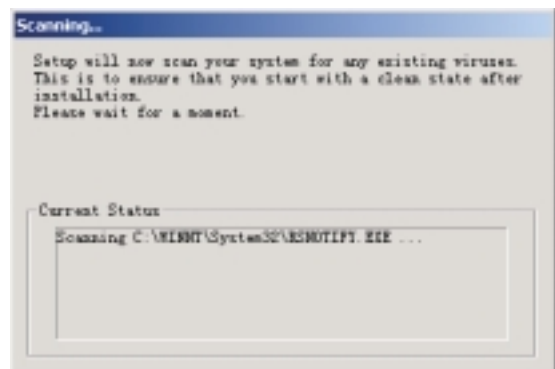 Scanning...
Setup will now scan your system for any existing viruses.
This is to ensure that you start with a clean state after
installation.
Please wait for a moment.
Current Status
Scanning C:\WINNT\System32\RSNOTIFY.EXE ...